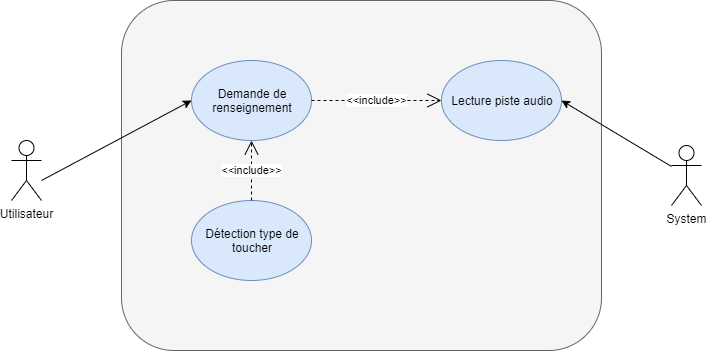 Demande de
renseignement
<<include>>
Lecture piste audio
<<include>>
Utilisateur
System
Détection type de
toucher